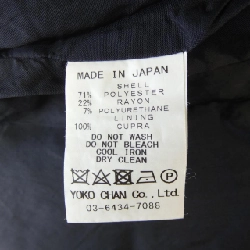 MADE IN JAPAN
SHELL
71% POLYESTER
22% RAYON
7% POLYURETHANE
LINING
100% CUPRA
DO NOT WASH
DO NOT BLEACH
COOL IRON
DRY CLEAN
YOKO CHAN Co., Ltd.
03-6434-7086